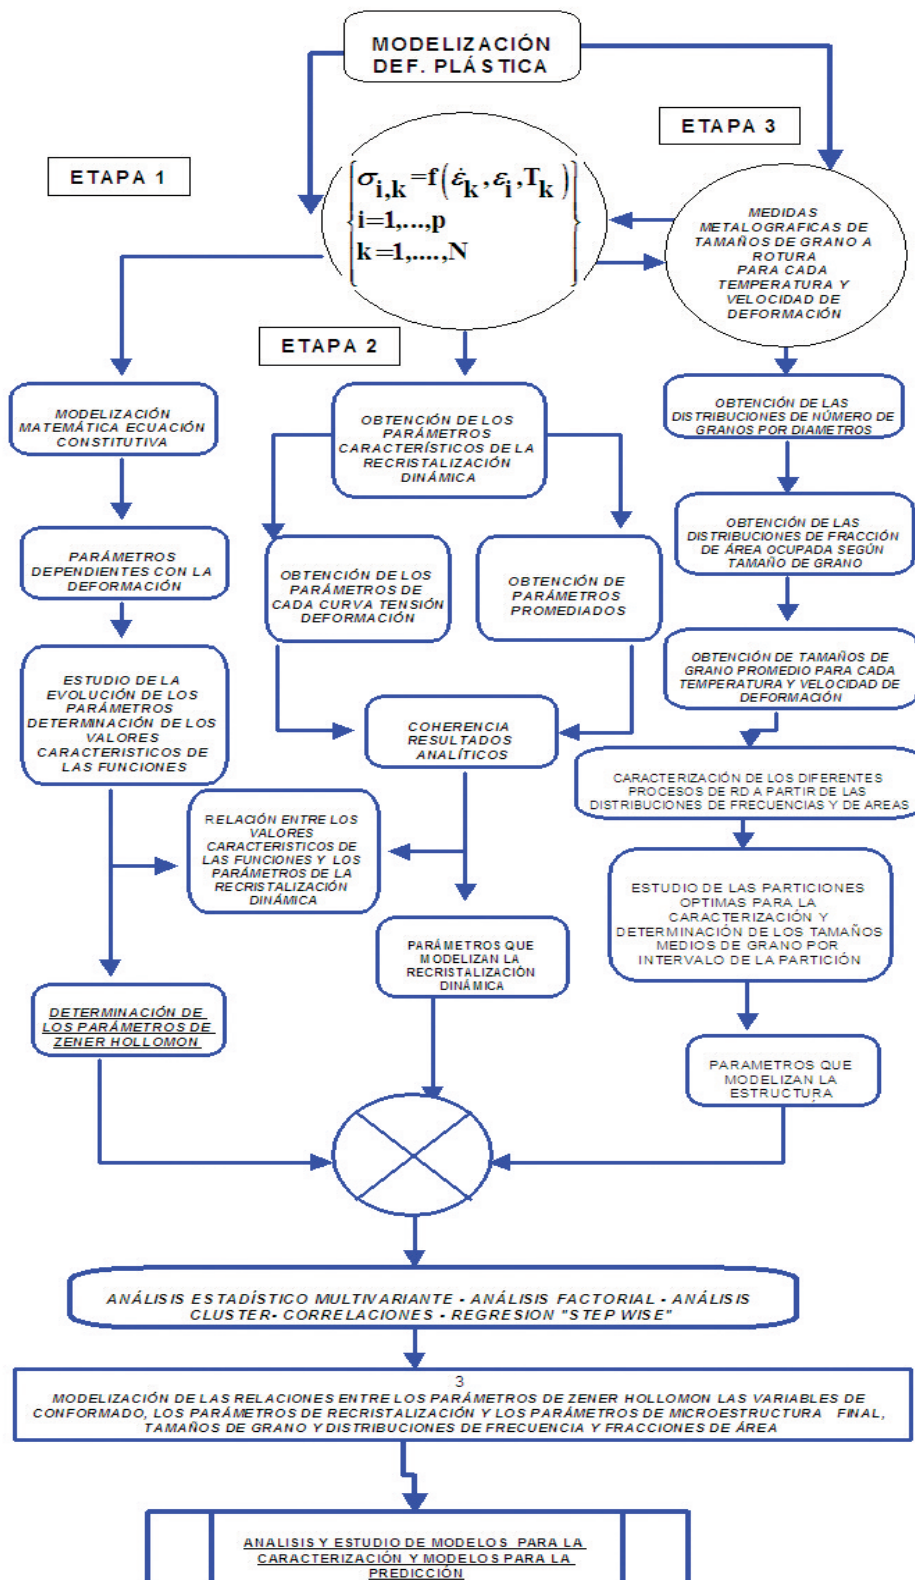 MODELIZACIÓN
DEF. PLÁSTICA
ETAPA 3
ETAPA 1
σi,k=f(ε̇k,εi,Tk)
i=1,...,p
k=1,....,N
MEDIDAS
METALOGRAFICAS DE
TAMAÑOS DE GRANO A
ROTURA
PARA CADA
TEMPERATURA Y
VELOCIDAD DE
DEFORMACIÓN
ETAPA 2
MODELIZACIÓN
MATEMÁTICA ECUACIÓN
CONSTITUTIVA
OBTENCIÓN DE LOS
PARÁMETROS
CARACTERÍSTICOS DE LA
RECRISTALIZACIÓN
DINÁMICA
OBTENCIÓN DE LAS
DISTRIBUCIONES DE NÚMERO DE
GRANOS POR DIAMETROS
PARÁMETROS
DEPENDIENTES CON LA
DEFORMACIÓN
OBTENCIÓN DE LOS
PARÁMETROS DE
CADA CURVA TENSIÓN
DEFORMACIÓN
OBTENCIÓN DE
PARÁMETROS
PROMEDIADOS
OBTENCIÓN DE LAS
DISTRIBUCIONES DE FRACCIÓN
DE ÁREA OCUPADA SEGÚN
TAMAÑO DE GRANO
ESTUDIO DE LA
EVOLUCIÓN DE LOS
PARÁMETROS
DETERMINACIÓN DE LOS
VALORES
CARACTERISTICOS DE
LAS FUNCIONES
COHERENCIA
RESULTADOS
ANALÍTICOS
OBTENCIÓN DE TAMAÑOS DE
GRANO PROMEDIO PARA CADA
TEMPERATURA Y VELOCIDAD DE
DEFORMACIÓN
CARACTERIZACIÓN DE LOS DIFERENTES
PROCESOS DE RD A PARTIR DE LAS
DISTRIBUCIONES DE FRECUENCIAS Y DE AREAS
RELACIÓN ENTRE LOS
VALORES
CARACTERISTICOS DE
LAS FUNCIONES Y LOS
PARÁMETROS DE LA
RECRISTALIZACIÓN
DINÁMICA
ESTUDIO DE LAS PARTICIONES
OPTIMAS PARA LA
CARACTERIZACIÓN Y
DETERMINACIÓN DE LOS TAMAÑOS
MEDIOS DE GRANO POR
INTERVALO DE LA PARTICIÓN
PARÁMETROS QUE
MODELIZAN LA
RECRISTALIZACIÓN
DINÁMICA
DETERMINACIÓN DE
LOS PARÁMETROS DE
ZENER HOLLOMON
PARAMETROS QUE
MODELIZAN LA
ESTRUCTURA
ANÁLISIS ESTADÍSTICO MULTIVARIANTE - ANÁLISIS FACTORIAL - ANÁLISIS
CLUSTER- CORRELACIONES - REGRESION "STEP WISE"
3
MODELIZACIÓN DE LAS RELACIONES ENTRE LOS PARÁMETROS DE ZENER HOLLOMON LAS VARIABLES DE
CONFORMADO, LOS PARÁMETROS DE RECRISTALIZACIÓN Y LOS PARÁMETROS DE MICROESTRUCTURA FINAL,
TAMAÑOS DE GRANO Y DISTRIBUCIONES DE FRECUENCIA Y FRACCIONES DE ÁREA
ANALISIS Y ESTUDIO DE MODELOS PARA LA
CARACTERIZACIÓN Y MODELOS PARA LA
PREDICCIÓN